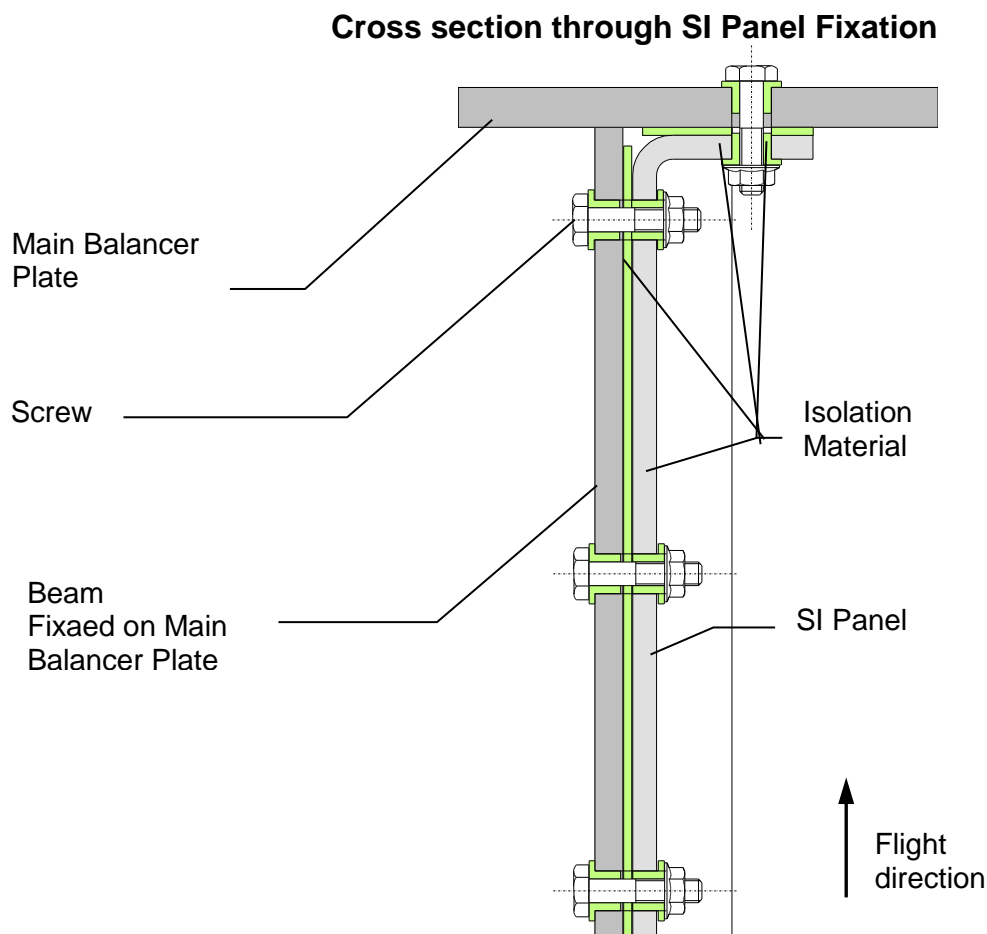 Cross section through SI Panel Fixation
Main Balancer
Plate
Screw
Isolation
Material
Beam
Fixaed on Main
Balancer Plate
SI Panel
Flight
direction